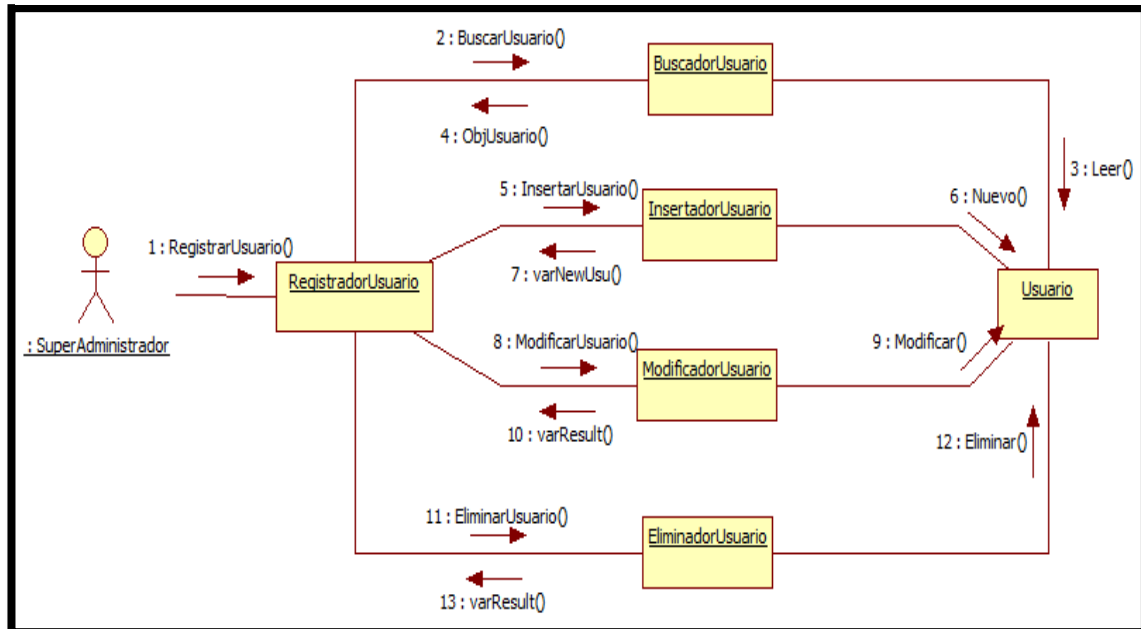 2 : BuscarUsuario()
BuscadorUsuario
4 : ObjUsuario()
3 : Leer()
5 : InsertarUsuario()
InsertadorUsuario
6 : Nuevo()
1 : RegistrarUsuario()
7 : varNewUsu()
RegistradorUsuario
Usuario
: SuperAdministrador
8 : ModificarUsuario()
9 : Modificar()
ModificadorUsuario
10 : varResult()
12 : Eliminar()
11 : EliminarUsuario()
EliminadorUsuario
13 : varResult()